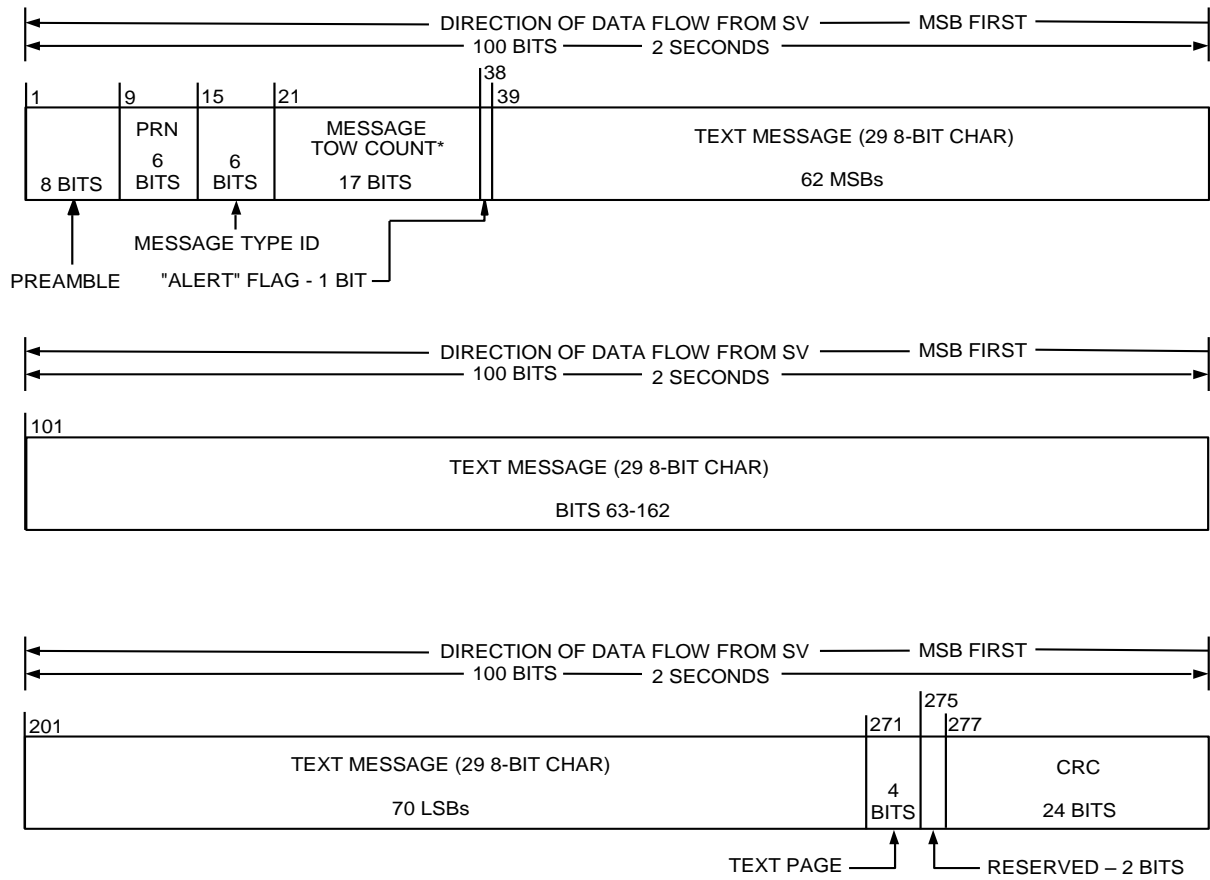 DIRECTION OF DATA FLOW FROM SV MSB FIRST
100 BITS 2 SECONDS
38
1 9 15 21 39
PRN
6
BITS
MESSAGE
TOW COUNT*
17 BITS
TEXT MESSAGE (29 8-BIT CHAR)
62 MSBs
8 BITS
6
BITS
MESSAGE TYPE ID
PREAMBLE
"ALERT" FLAG - 1 BIT
DIRECTION OF DATA FLOW FROM SV MSB FIRST
100 BITS 2 SECONDS
101
TEXT MESSAGE (29 8-BIT CHAR)
BITS 63-162
DIRECTION OF DATA FLOW FROM SV MSB FIRST
100 BITS 2 SECONDS
275
201 271 277
TEXT MESSAGE (29 8-BIT CHAR)
70 LSBs
4
BITS
CRC
24 BITS
TEXT PAGE
RESERVED – 2 BITS